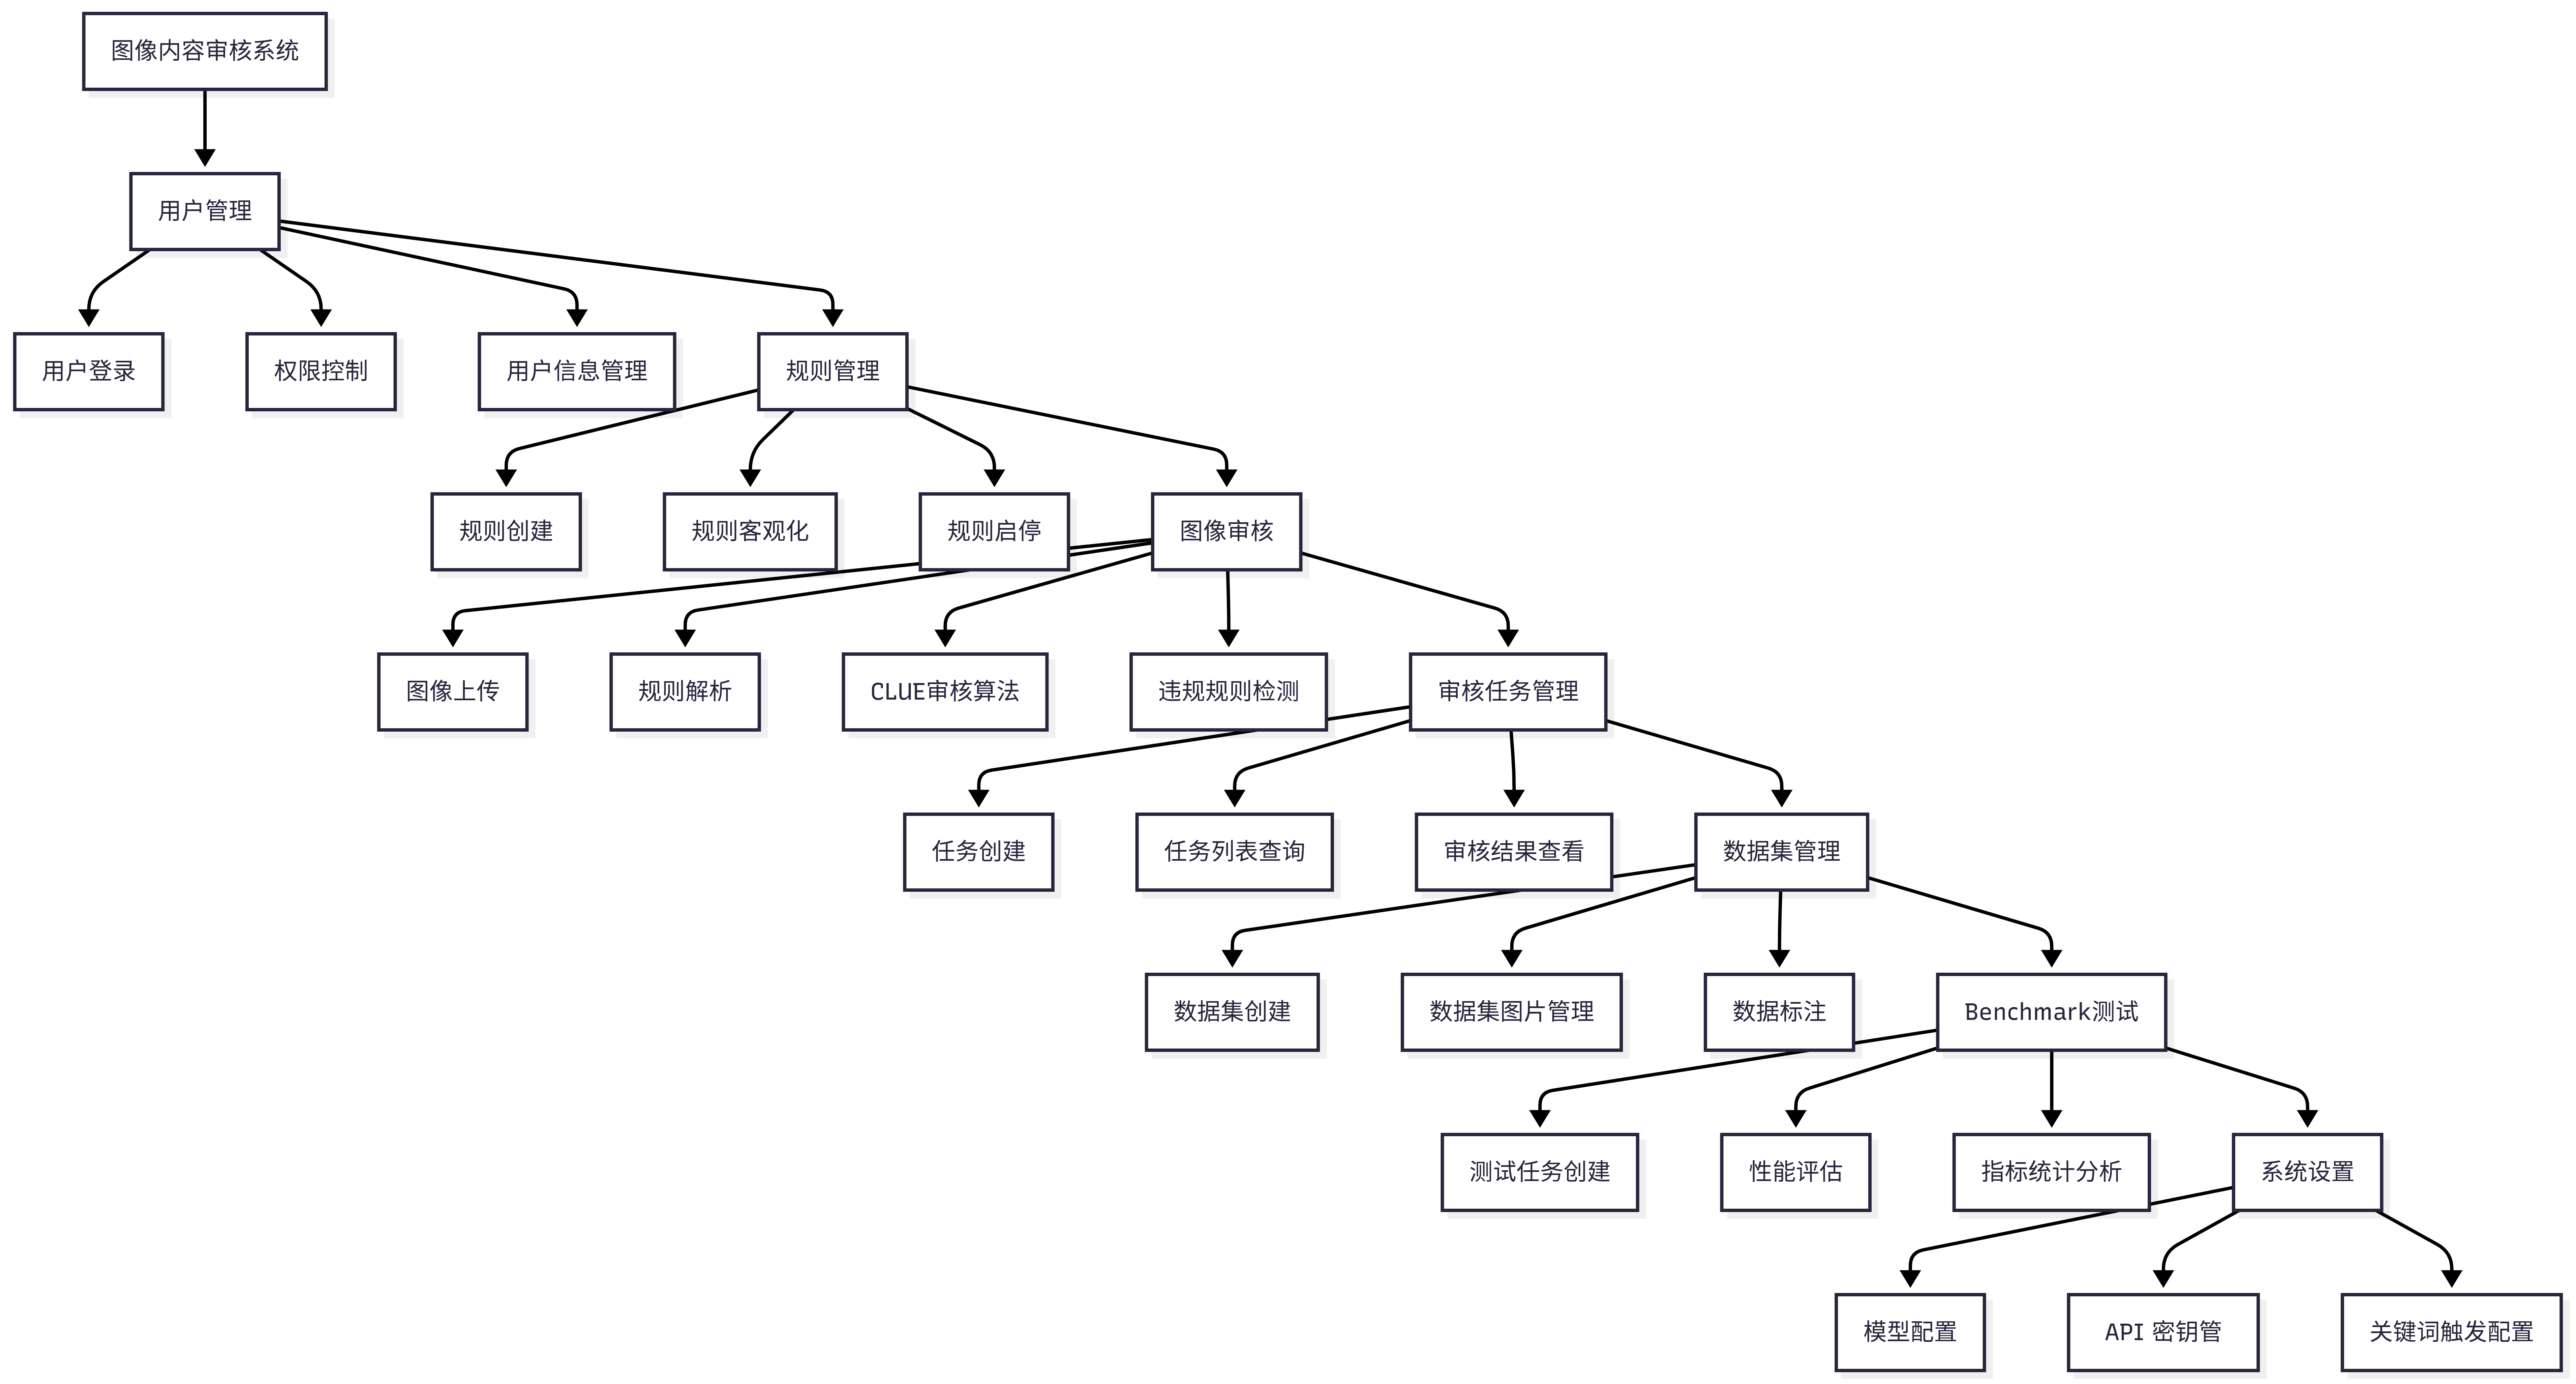 图像内容审核系统
用户管理
用户登录
权限控制
用户信息管理
规则管理
规则创建
规则客观化
规则启停
图像审核
图像上传
规则解析
CLUE审核算法
违规规则检测
审核任务管理
任务创建
任务列表查询
审核结果查看
数据集管理
数据集创建
数据集图片管理
数据标注
Benchmark测试
测试任务创建
性能评估
指标统计分析
系统设置
模型配置
API 密钥管
关键词触发配置